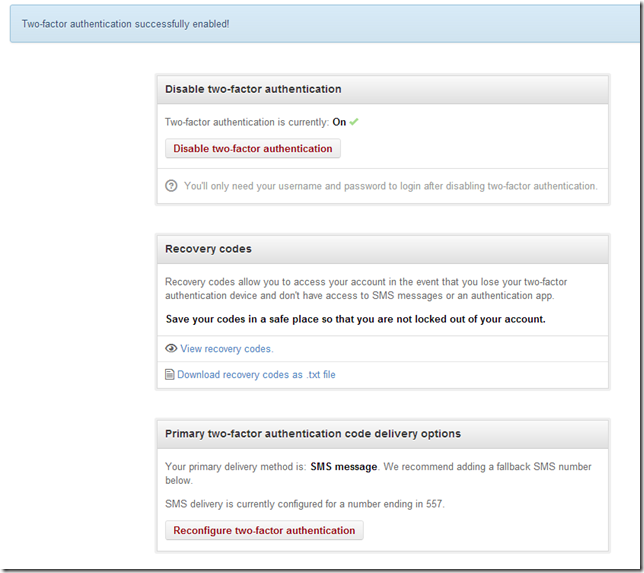 Two-factor authentication successfully enabled!
Disable two-factor authentication
Two-factor authentication is currently: On
Disable two-factor authentication
You'll only need your username and password to login after disabling two-factor authentication.
Recovery codes
Recovery codes allow you to access your account in the event that you lose your two-factor
authentication device and don't have access to SMS messages or an authentication app.
Save your codes in a safe place so that you are not locked out of your account.
View recovery codes.
Download recovery codes as .txt file
Primary two-factor authentication code delivery options
Your primary delivery method is: SMS message. We recommend adding a fallback SMS number
below.
SMS delivery is currently configured for a number ending in 557.
Reconfigure two-factor authentication